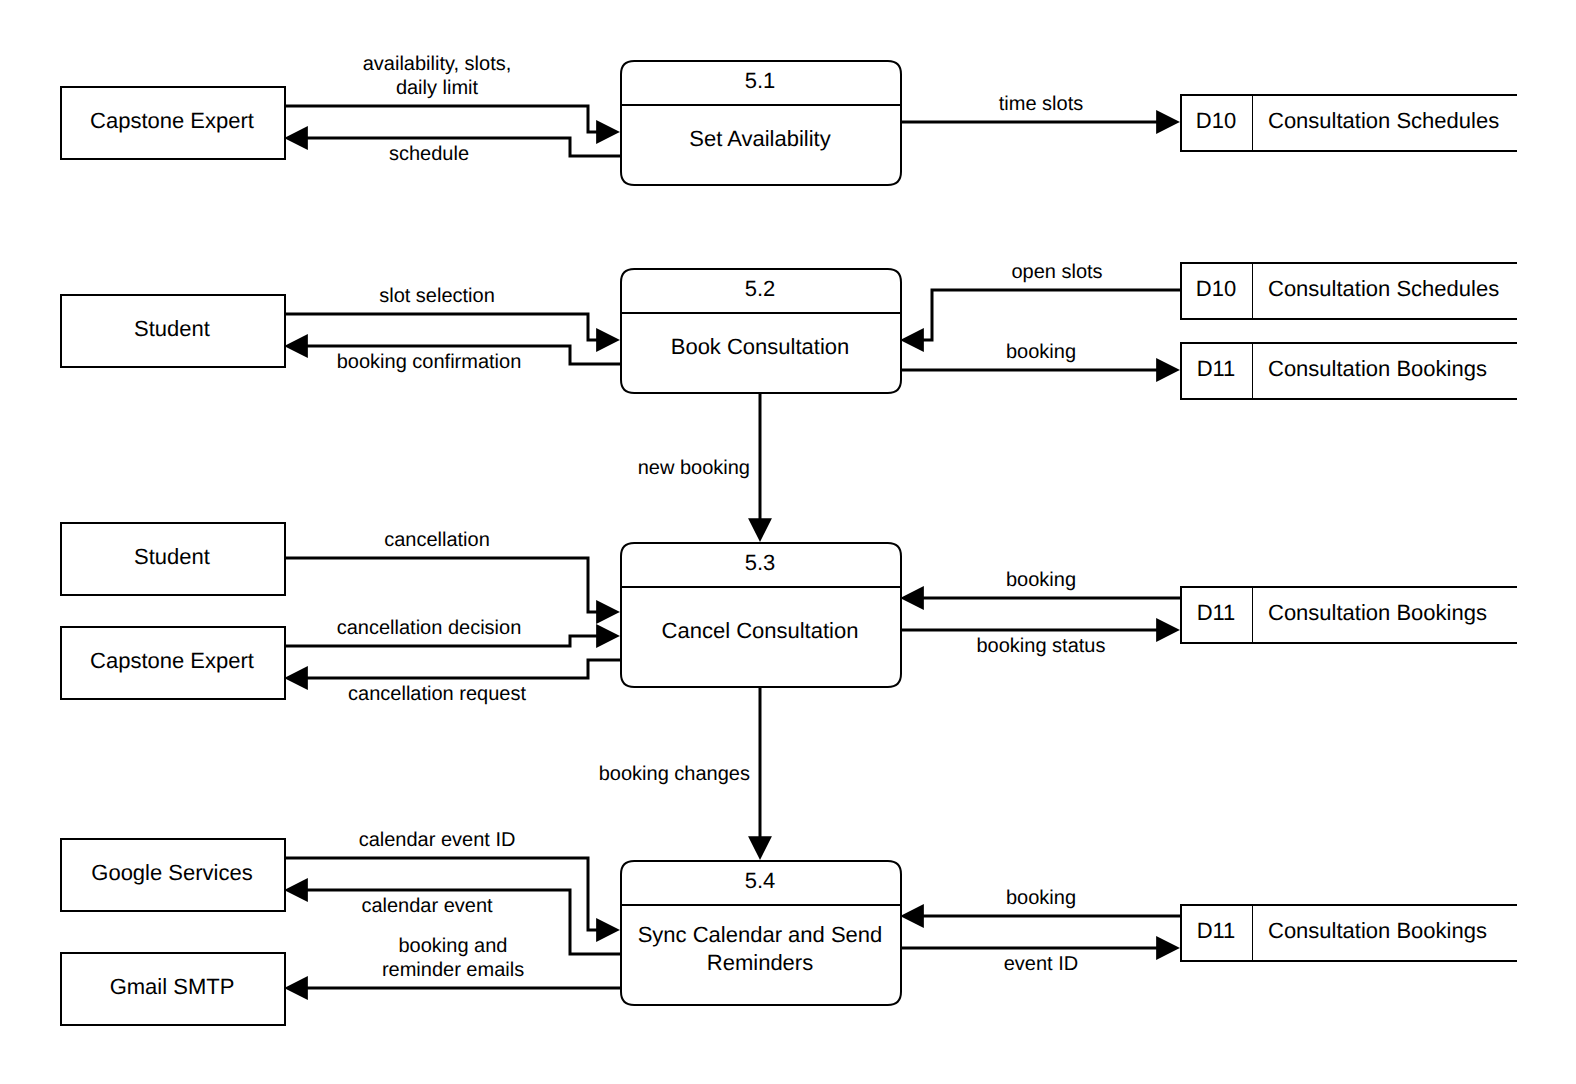 availability, slots,
daily limit
Capstone Expert
schedule
5.1
Set Availability
time slots
D10 Consultation Schedules
Student
slot selection
booking confirmation
5.2
Book Consultation
open slots
D10 Consultation Schedules
booking
D11 Consultation Bookings
new booking
Student
cancellation
Capstone Expert
cancellation decision
cancellation request
5.3
Cancel Consultation
booking
D11 Consultation Bookings
booking status
booking changes
Google Services
calendar event ID
calendar event
booking and
reminder emails
Gmail SMTP
5.4
Sync Calendar and Send
Reminders
booking
D11 Consultation Bookings
event ID